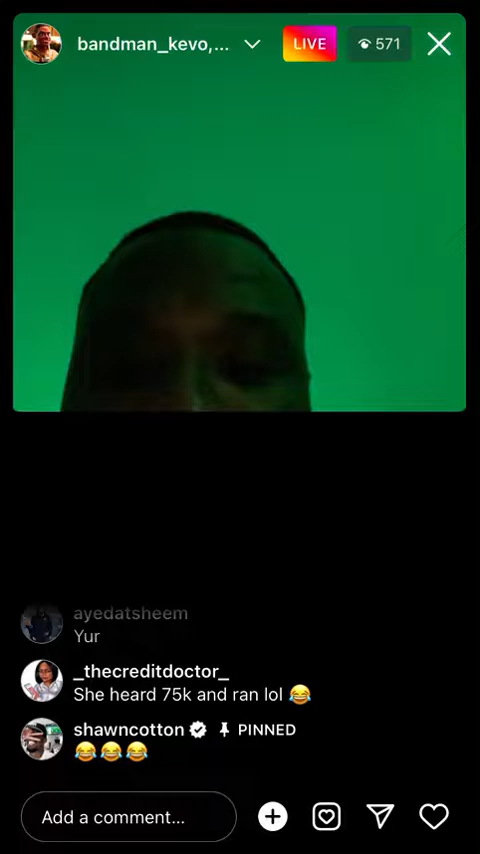 bandman_kevo,... LIVE 571
ayedatsheem
Yur
_thecreditdoctor_
She heard 75k and ran lol 😂
shawncotton PINNED
😂😂😂
Add a comment...